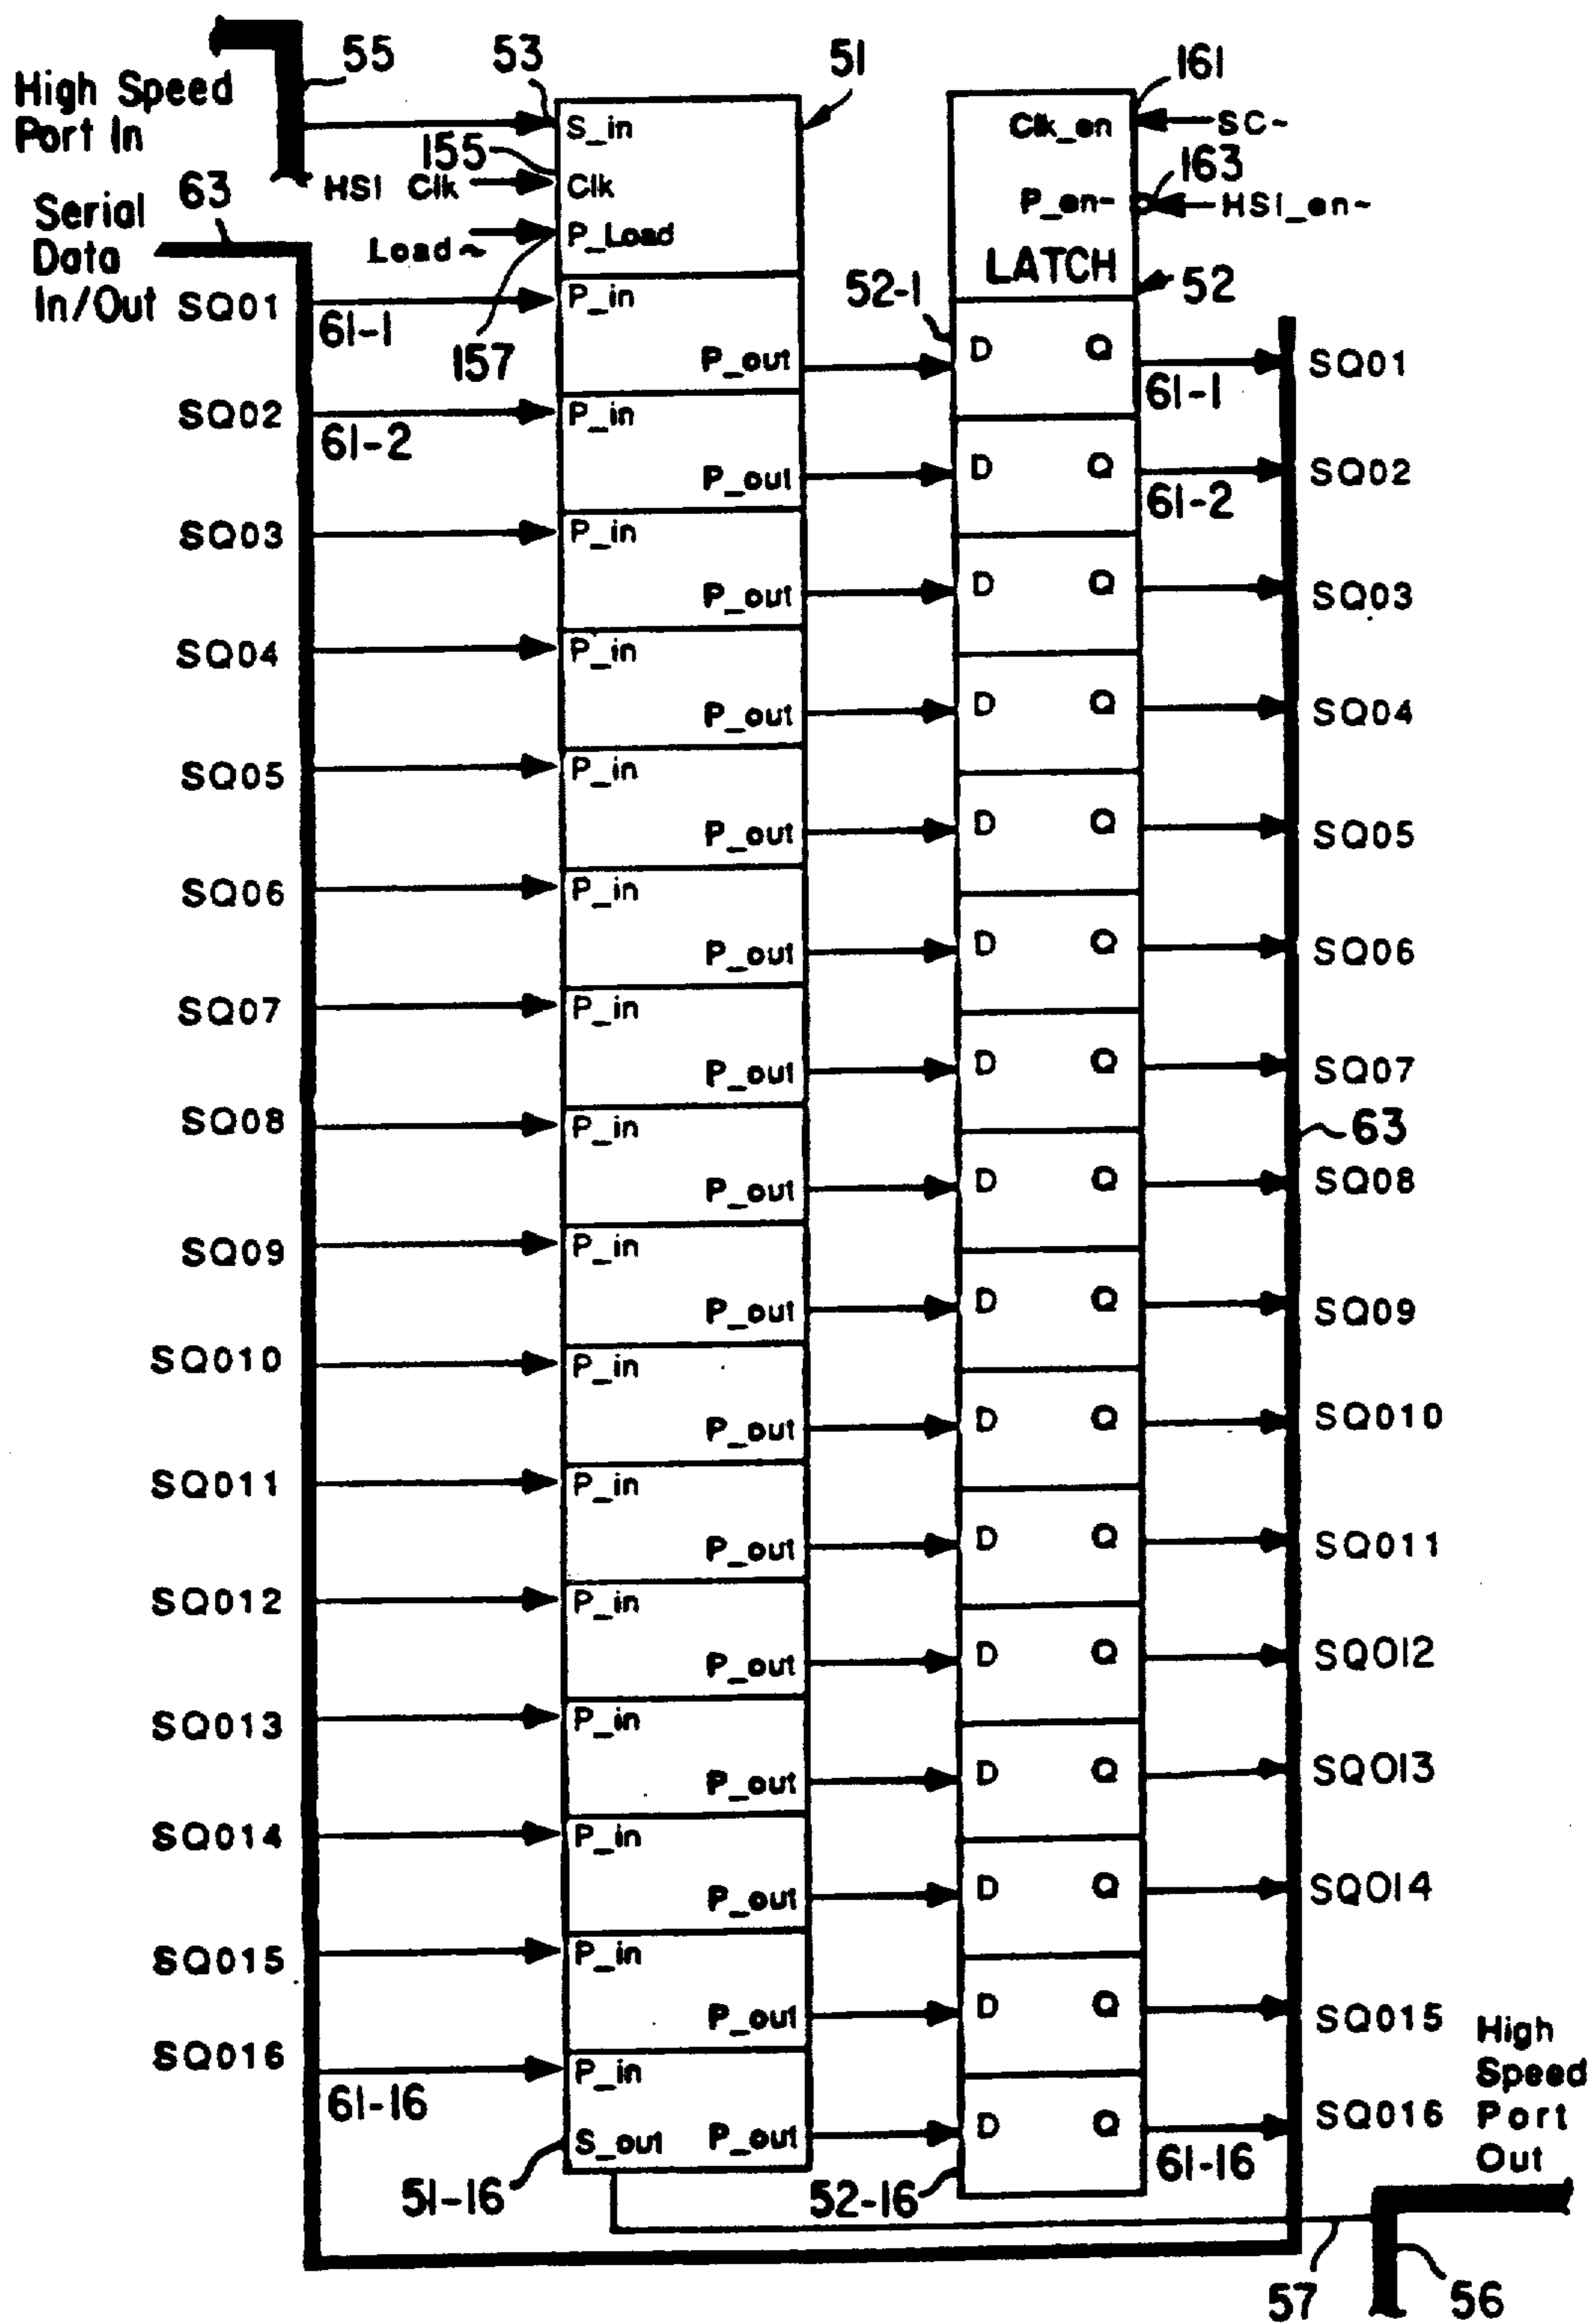 High Speed
Port In
55
53
51
161
S_in
Clk_en
SC~
155
HSI Clk
Clk
163
P_en~
HSI_en~
63
Serial
Data
In/Out
Load~
P_Load
LATCH
52
52-1
157
SQ01
61-1
P_in
P_out
D
Q
61-1
SQ01
SQ02
61-2
P_in
P_out
D
Q
61-2
SQ02
SQ03
P_in
P_out
D
Q
SQ03
SQ04
P_in
P_out
D
Q
SQ04
SQ05
P_in
P_out
D
Q
SQ05
SQ06
P_in
P_out
D
Q
SQ06
SQ07
P_in
P_out
D
Q
SQ07
63
SQ08
P_in
P_out
D
Q
SQ08
SQ09
P_in
P_out
D
Q
SQ09
SQ010
P_in
P_out
D
Q
SQ010
SQ011
P_in
P_out
D
Q
SQ011
SQ012
P_in
P_out
D
Q
SQ012
SQ013
P_in
P_out
D
Q
SQ013
SQ014
P_in
P_out
D
Q
SQ014
SQ015
P_in
P_out
D
Q
SQ015
SQ016
61-16
P_in
S_out
P_out
D
Q
61-16
SQ016
High
Speed
Port
Out
51-16
52-16
57
56